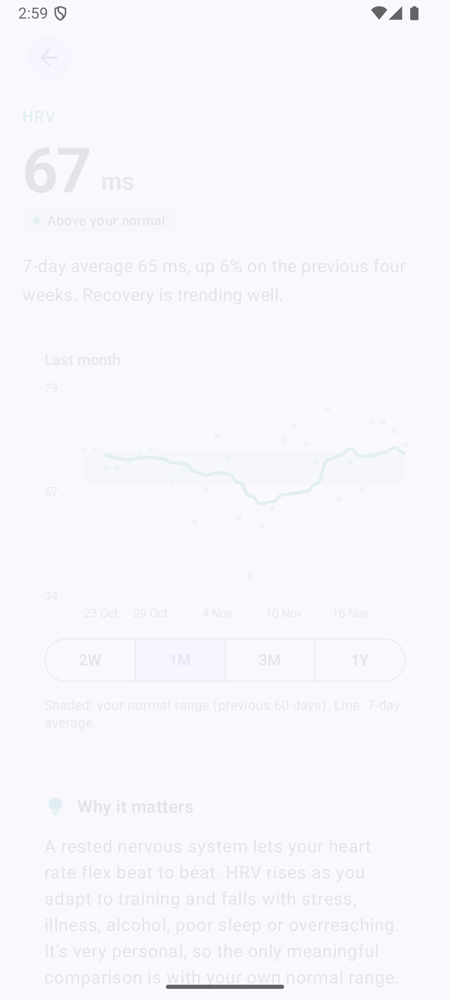 2:59
HRV
67 ms
Above your normal
7-day average 65 ms, up 6% on the previous four
weeks. Recovery is trending well.
Last month
79
57
34
23 Oct 29 Oct 4 Nov 10 Nov 16 Nov
2W 1M 3M 1Y
Shaded: your normal range (previous 60 days). Line: 7-day
average.
Why it matters
A rested nervous system lets your heart
rate flex beat to beat. HRV rises as you
adapt to training and falls with stress,
illness, alcohol, poor sleep or overreaching.
It's very personal, so the only meaningful
comparison is with your own normal range.